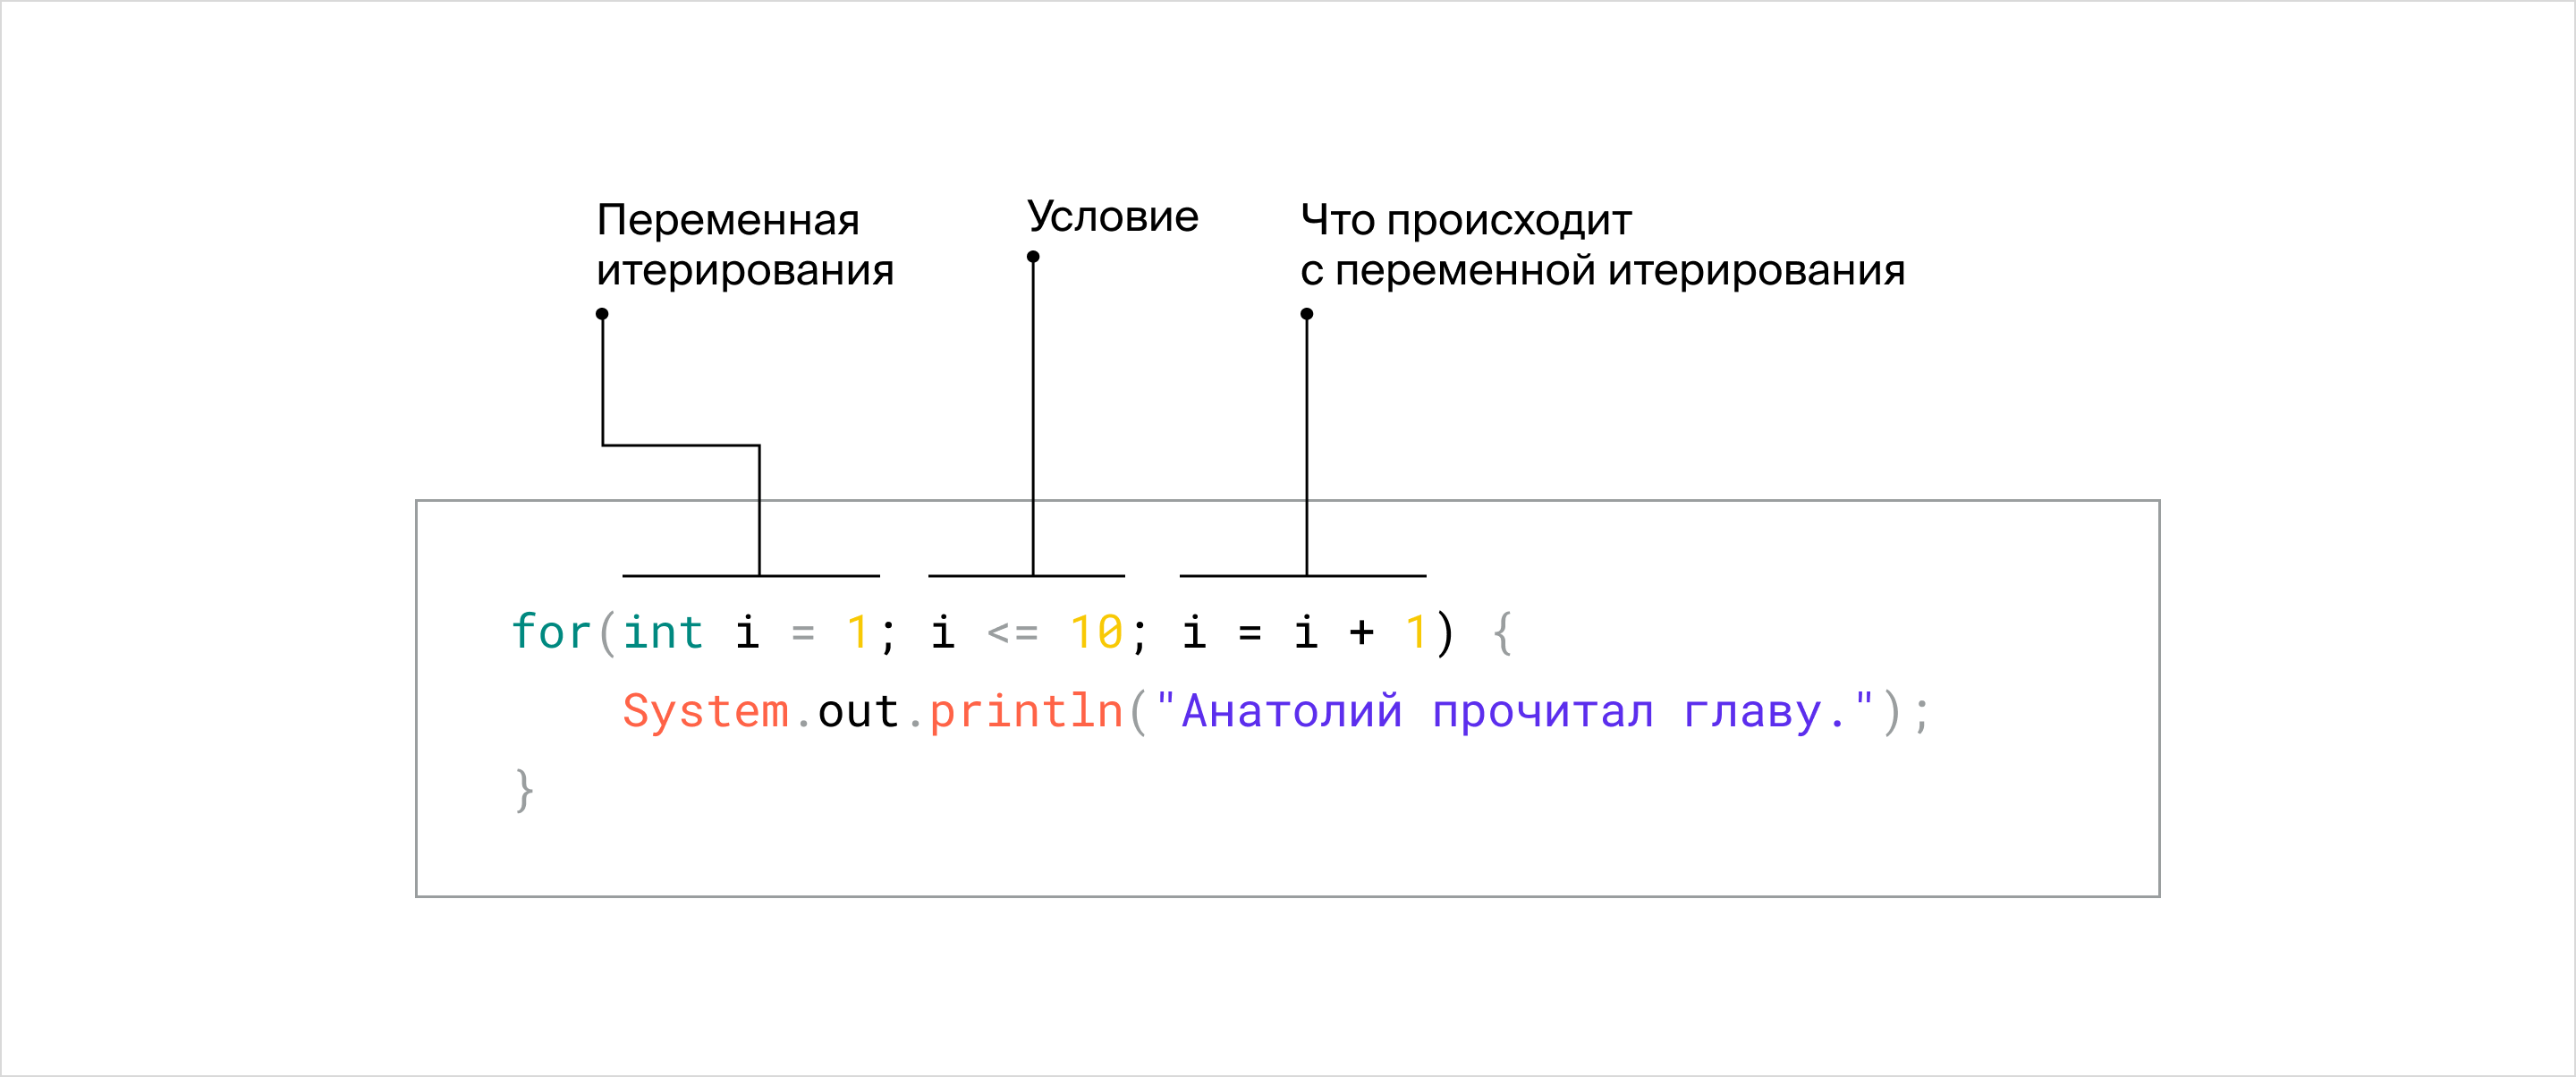 Переменная
итерирования
Условие
Что происходит
с переменной итерирования
for(int i = 1; i <= 10; i = i + 1) {
System.out.println("Анатолий прочитал главу.");
}